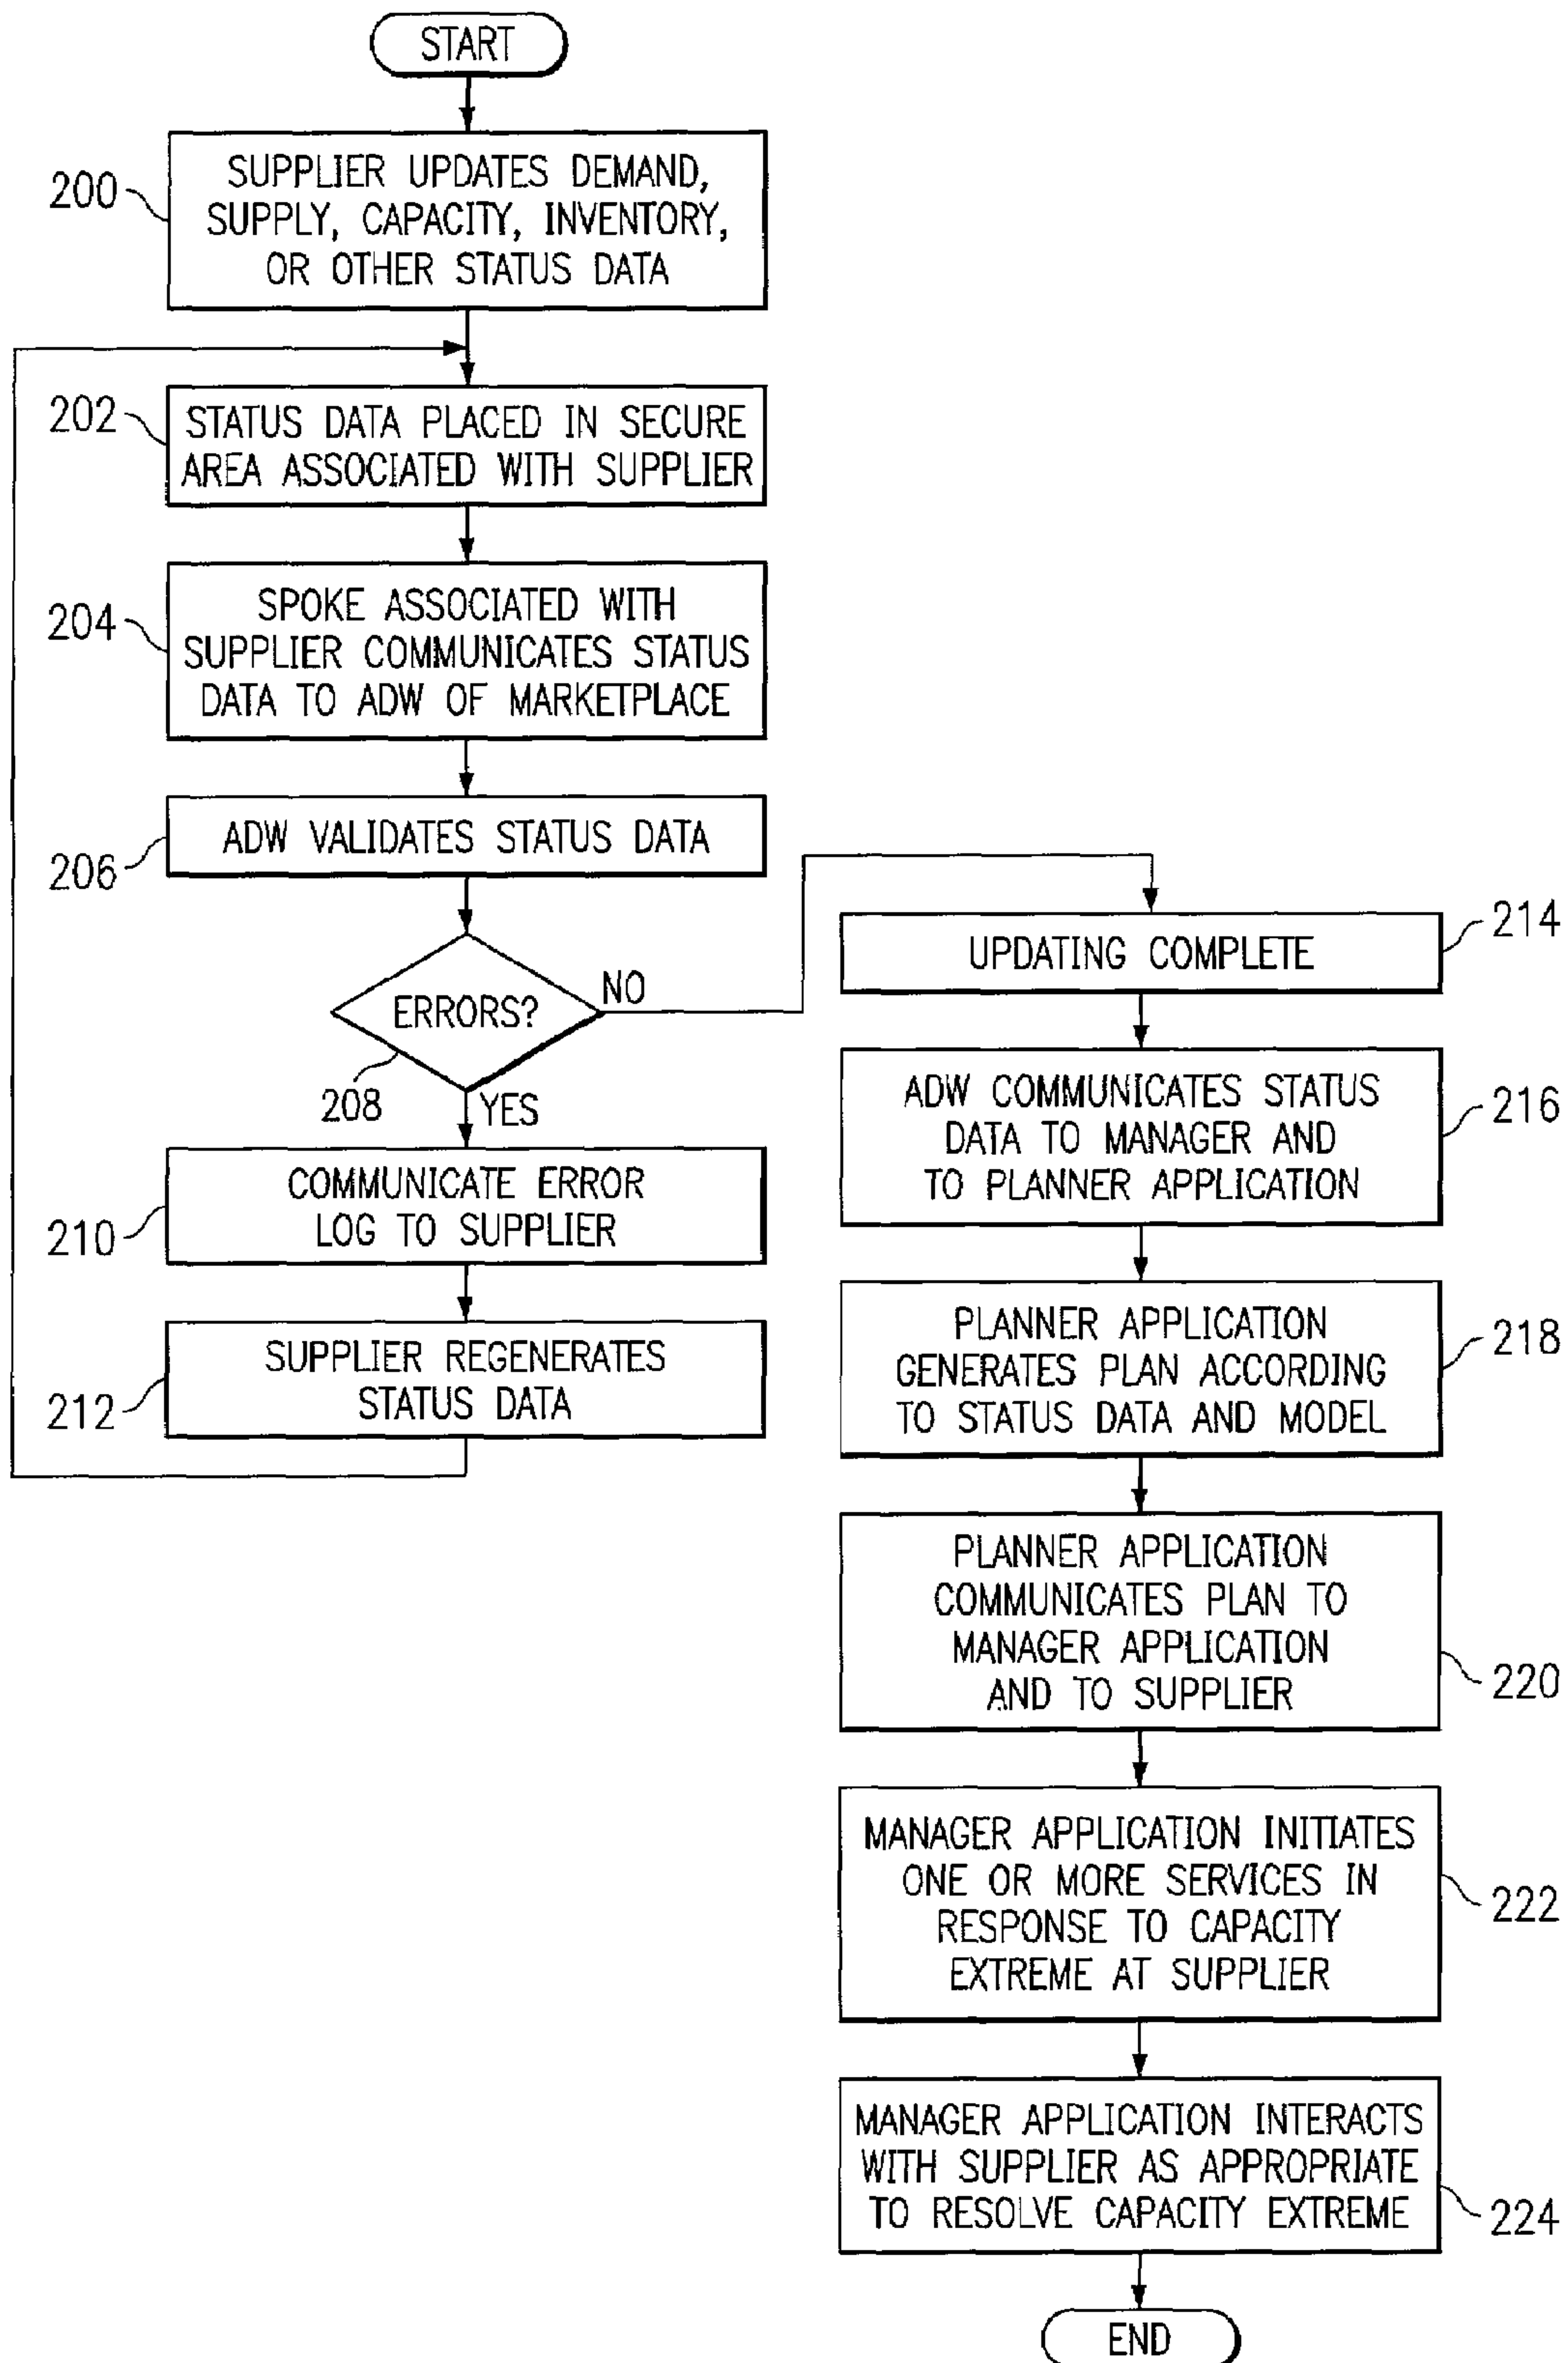 START
200
SUPPLIER UPDATES DEMAND,
SUPPLY, CAPACITY, INVENTORY,
OR OTHER STATUS DATA
202
STATUS DATA PLACED IN SECURE
AREA ASSOCIATED WITH SUPPLIER
204
SPOKE ASSOCIATED WITH
SUPPLIER COMMUNICATES STATUS
DATA TO ADW OF MARKETPLACE
206
ADW VALIDATES STATUS DATA
ERRORS?
NO
208
YES
210
COMMUNICATE ERROR
LOG TO SUPPLIER
212
SUPPLIER REGENERATES
STATUS DATA
UPDATING COMPLETE
214
ADW COMMUNICATES STATUS
DATA TO MANAGER AND
TO PLANNER APPLICATION
216
PLANNER APPLICATION
GENERATES PLAN ACCORDING
TO STATUS DATA AND MODEL
218
PLANNER APPLICATION
COMMUNICATES PLAN TO
MANAGER APPLICATION
AND TO SUPPLIER
220
MANAGER APPLICATION INITIATES
ONE OR MORE SERVICES IN
RESPONSE TO CAPACITY
EXTREME AT SUPPLIER
222
MANAGER APPLICATION INTERACTS
WITH SUPPLIER AS APPROPRIATE
TO RESOLVE CAPACITY EXTREME
224
END